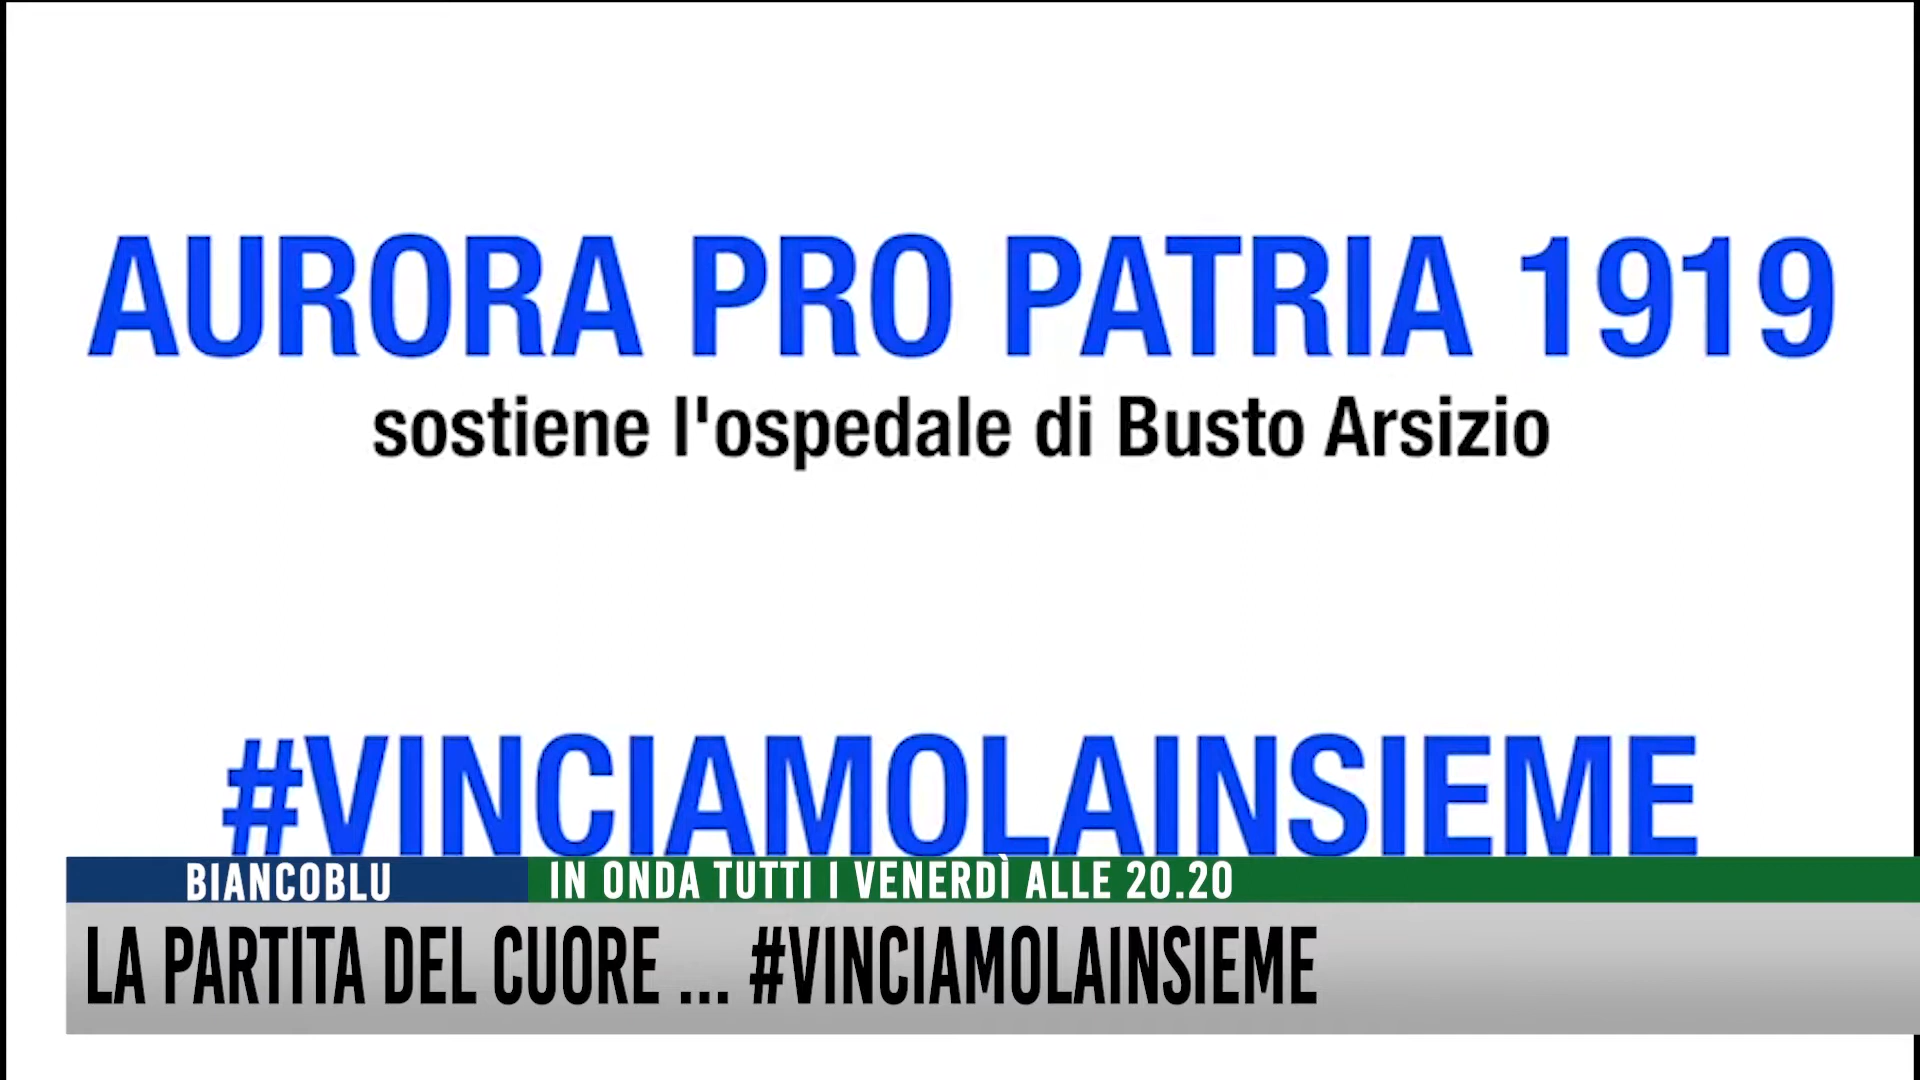 AURORA PRO PATRIA 1919
sostiene l'ospedale di Busto Arsizio
#VINCIAMOLAINSIEME
BIANCOBLU
IN ONDA TUTTI I VENERDÌ ALLE 20.20
LA PARTITA DEL CUORE ... #VINCIAMOLAINSIEME